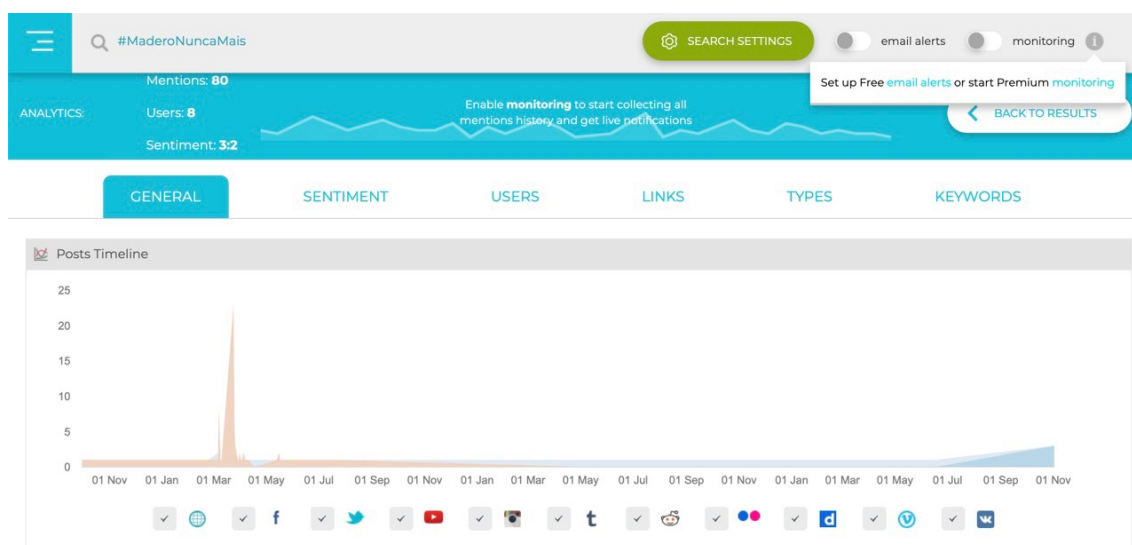 #MaderoNuncaMais
SEARCH SETTINGS
email alerts
monitoring
i
Set up Free email alerts or start Premium monitoring
ANALYTICS:
Mentions: 80
Users: 8
Sentiment: 3:2
Enable monitoring to start collecting all
mentions history and get live notifications
BACK TO RESULTS
GENERAL
SENTIMENT
USERS
LINKS
TYPES
KEYWORDS
Posts Timeline
25
20
15
10
5
0
01 Nov 01 Jan 01 Mar 01 May 01 Jul 01 Sep 01 Nov 01 Jan 01 Mar 01 May 01 Jul 01 Sep 01 Nov 01 Jan 01 Mar 01 May 01 Jul 01 Sep 01 Nov